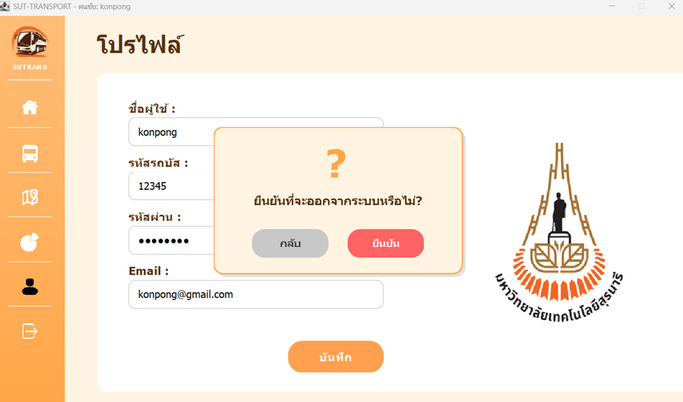 SUT-TRANSPORT - คนขับ: konpong
SUTRANS
โปรไฟล์
ชื่อผู้ใช้ :
konpong
รหัสรถบัส :
12345
รหัสผ่าน :
••••••••
Email :
konpong@gmail.com
?
ยืนยันที่จะออกจากระบบหรือไม่?
กลับ
ยืนยัน
บันทึก
มหาวิทยาลัยเทคโนโลยีสุรนารี